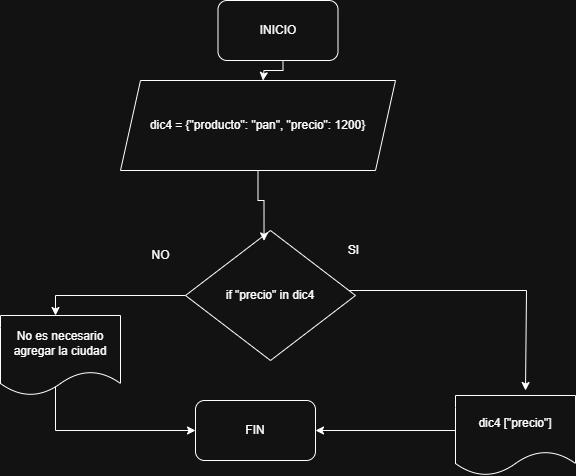 INICIO
dic4 = {"producto": "pan", "precio": 1200}
NO
SI
if "precio" in dic4
No es necesario
agregar la ciudad
FIN
dic4 ["precio"]